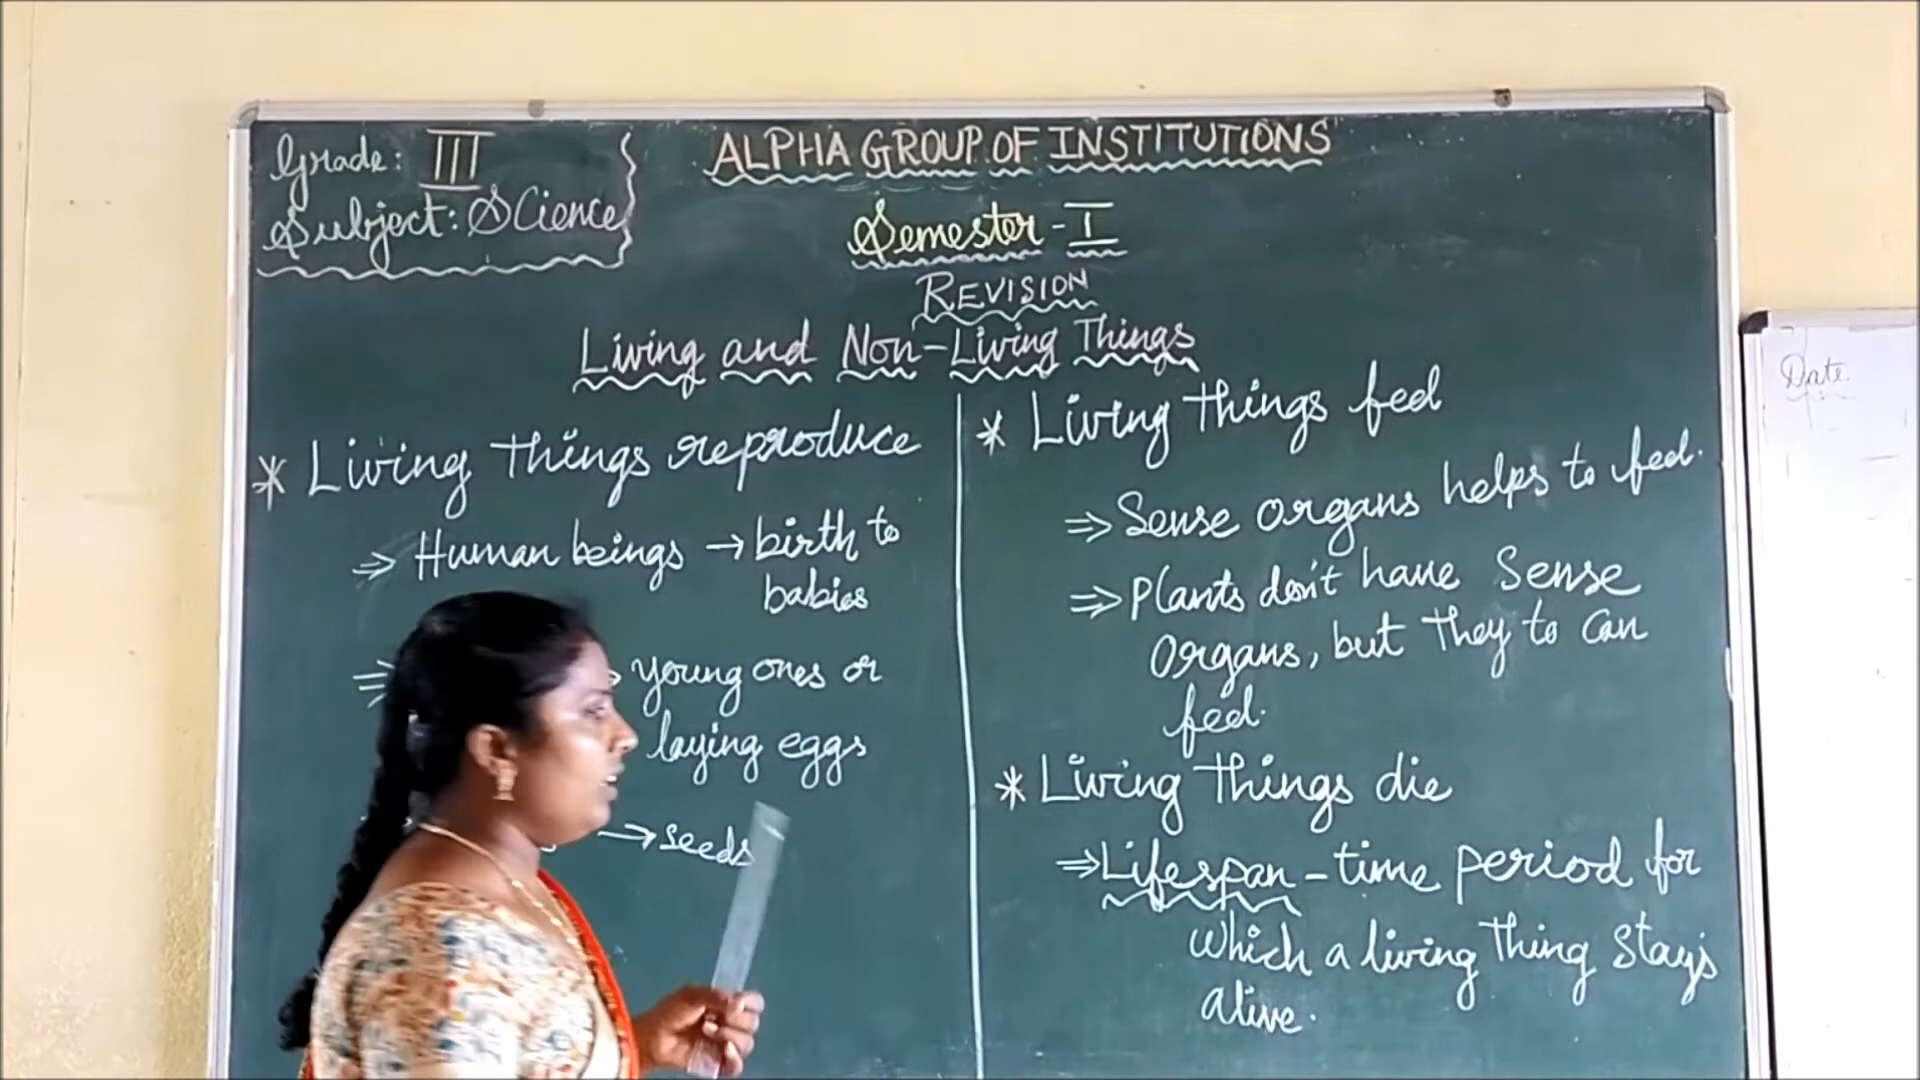 Grade: III
Subject: Science
ALPHA GROUP OF INSTITUTIONS
Semester - I
REVISION
Living and Non-Living Things
* Living things reproduce
⇒ Human beings → birth to
babies
⇒ young ones or
laying eggs
→ seeds
* Living things feed
⇒ Sense organs helps to feed.
⇒ Plants don't have sense
organs, but they to can
feed.
* Living things die
⇒ Lifespan - time period for
which a living thing stays
alive.
Date